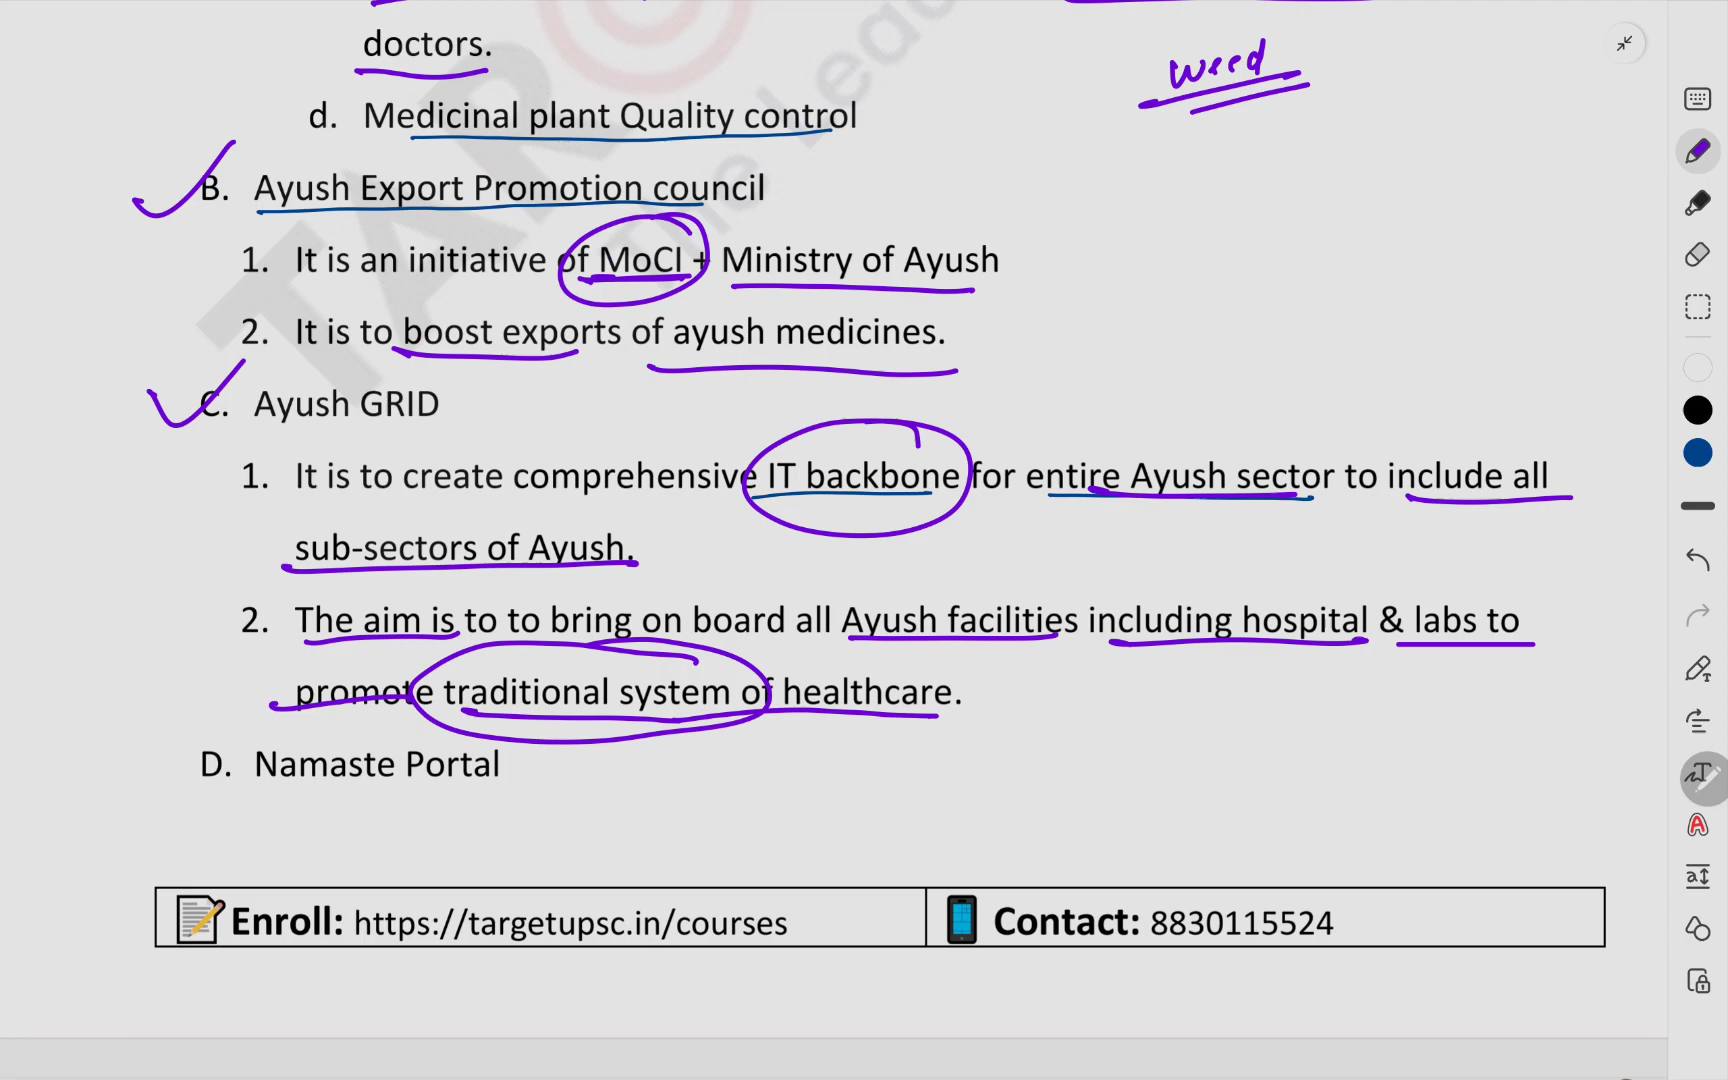 doctors.
weed
d. Medicinal plant Quality control
B. Ayush Export Promotion council
1. It is an initiative of MoCI + Ministry of Ayush
2. It is to boost exports of ayush medicines.
C. Ayush GRID
1. It is to create comprehensive IT backbone for entire Ayush sector to include all
sub-sectors of Ayush.
2. The aim is to to bring on board all Ayush facilities including hospital & labs to
promote traditional system of healthcare.
D. Namaste Portal
Enroll: https://targetupsc.in/courses
Contact: 8830115524